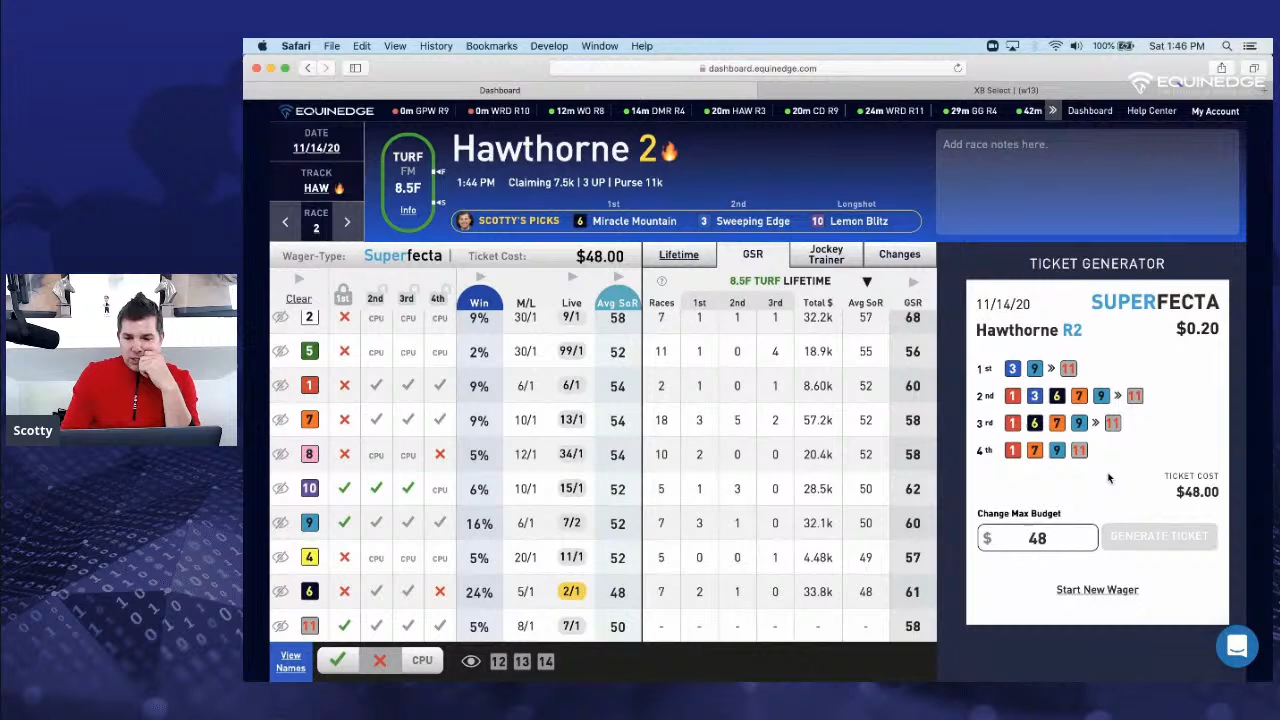 Safari File Edit View History Bookmarks Develop Window Help 100% Sat 1:46 PM
dashboard.equinedge.com
EQUINEDGE
Dashboard XB Select | (w13)
EQUINEDGE 0m GPW R9 0m WRD R10 12m WO R8 14m DMR R4 20m HAW R3 20m CD R9 24m WRD R11 29m GG R4 42m » Dashboard Help Center My Account
DATE
11/14/20
TRACK
HAW
RACE
2
TURF
FM
8.5F
Info
F
S
Hawthorne 2
1:44 PM Claiming 7.5k | 3 UP | Purse 11k
1st 2nd Longshot
SCOTTY'S PICKS 6 Miracle Mountain 3 Sweeping Edge 10 Lemon Blitz
Add race notes here.
Wager-Type: Superfecta | Ticket Cost: $48.00
Lifetime GSR Jockey Trainer Changes
8.5F TURF LIFETIME
Clear 1st 2nd 3rd 4th Win M/L Live Avg SoR Races 1st 2nd 3rd Total $ Avg SoR GSR
2 CPU CPU CPU 9% 30/1 9/1 58 7 1 1 1 32.2k 57 68
5 CPU CPU CPU 2% 30/1 99/1 52 11 1 0 4 18.9k 55 56
1 9% 6/1 6/1 54 2 1 0 1 8.60k 52 60
7 9% 10/1 13/1 54 18 3 5 2 57.2k 52 58
8 CPU CPU 5% 12/1 34/1 54 10 2 0 0 20.4k 52 58
10 CPU 6% 10/1 15/1 52 5 1 3 0 28.5k 50 62
9 16% 6/1 7/2 52 7 3 1 0 32.1k 50 60
4 CPU CPU CPU 5% 20/1 11/1 52 5 0 0 1 4.48k 49 57
6 24% 5/1 2/1 48 7 2 1 0 33.8k 48 61
11 5% 8/1 7/1 50 - - - - - - 58
View
Names
CPU 12 13 14
TICKET GENERATOR
11/14/20 SUPERFECTA
Hawthorne R2 $0.20
1st 3 9 » 11
2nd 1 3 6 7 9 » 11
3rd 1 6 7 9 » 11
4th 1 7 9 11
TICKET COST
$48.00
Change Max Budget
$ 48 GENERATE TICKET
Start New Wager
Scotty